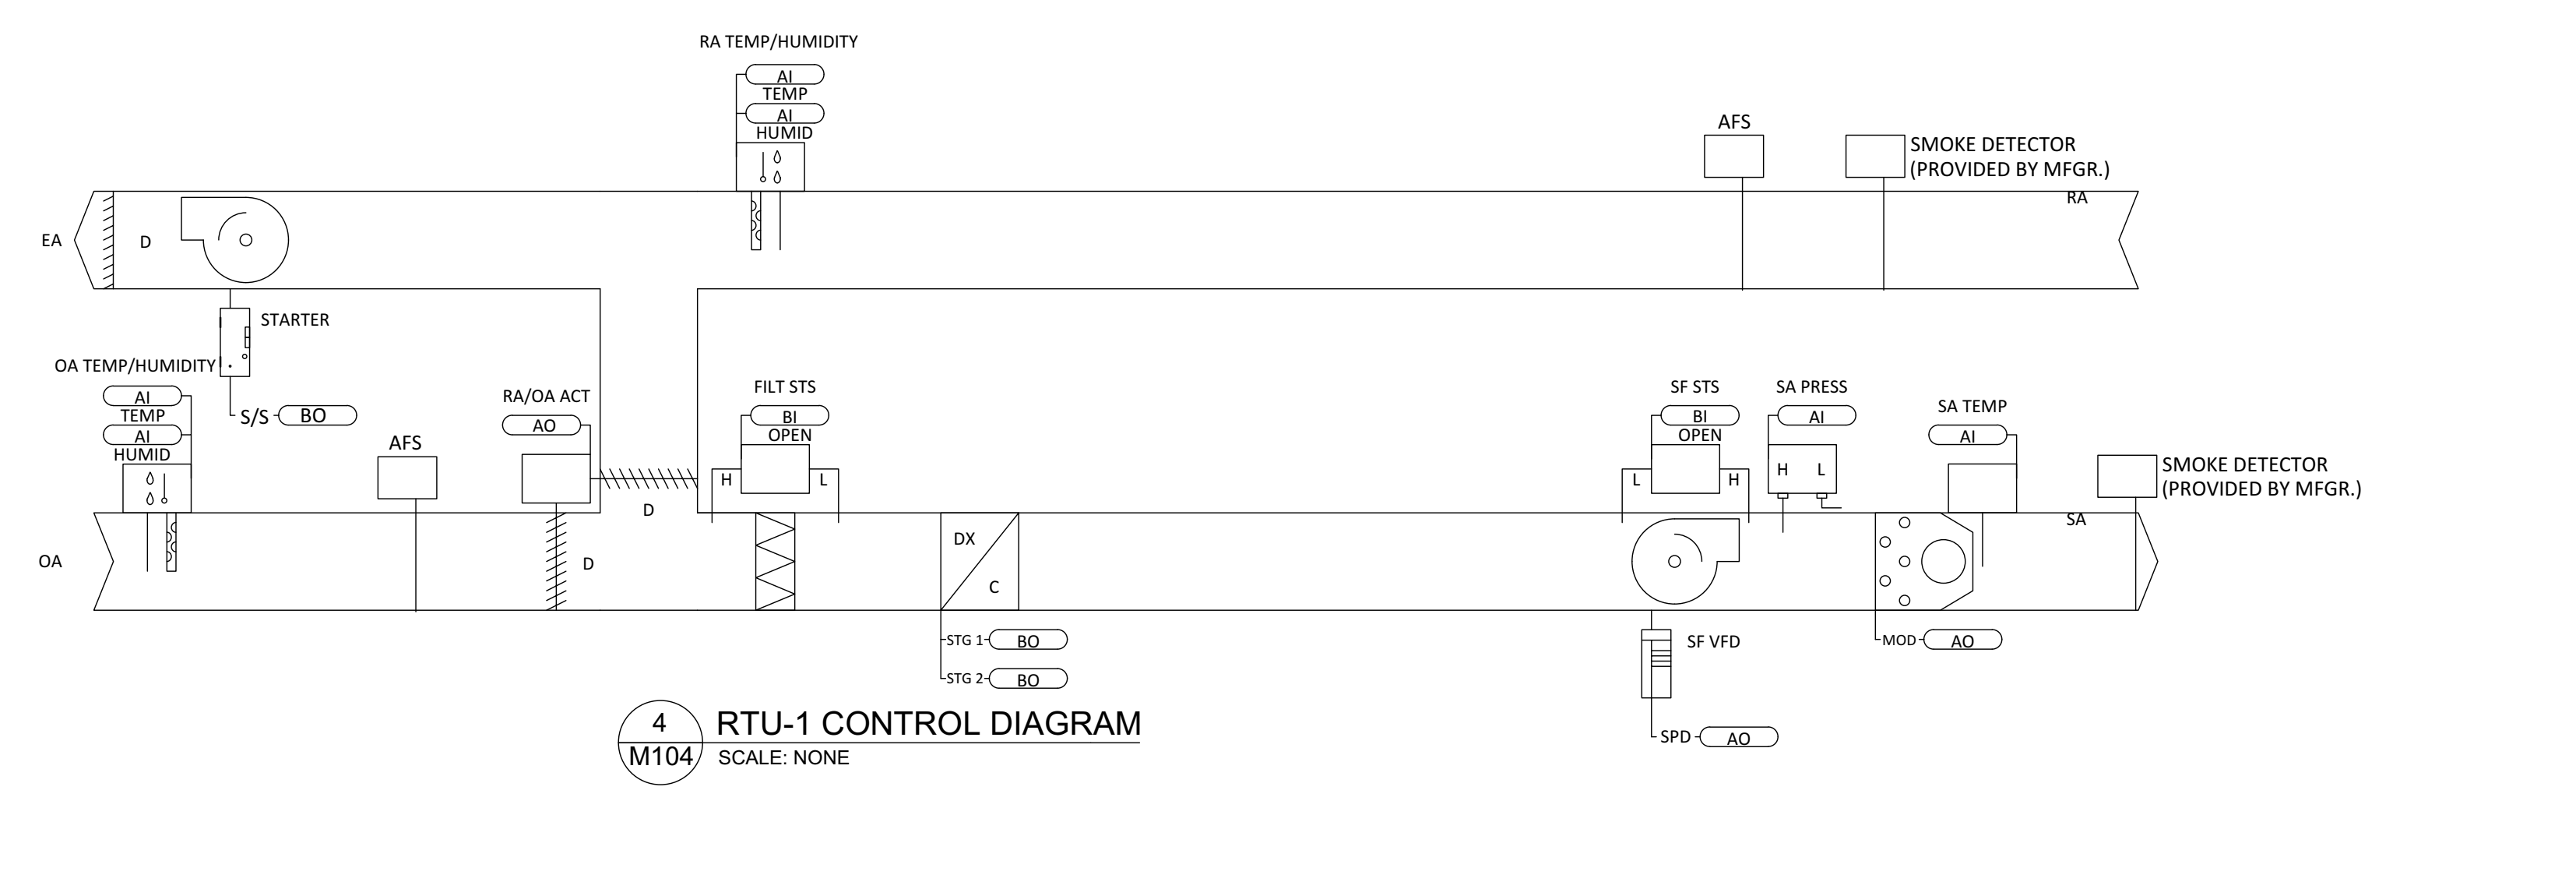 RA TEMP/HUMIDITY
AI
TEMP
AI
HUMID
AFS
SMOKE DETECTOR
(PROVIDED BY MFGR.)
RA
EA
D
STARTER
S/S
BO
OA TEMP/HUMIDITY
AI
TEMP
AI
HUMID
AFS
RA/OA ACT
AO
D
D
FILT STS
BI
OPEN
H
L
SF STS
BI
OPEN
L
H
SA PRESS
AI
H L
SA TEMP
AI
SMOKE DETECTOR
(PROVIDED BY MFGR.)
SA
OA
DX
C
STG 1
BO
STG 2
BO
SF VFD
SPD
AO
MOD
AO
4
M104
RTU-1 CONTROL DIAGRAM
SCALE: NONE